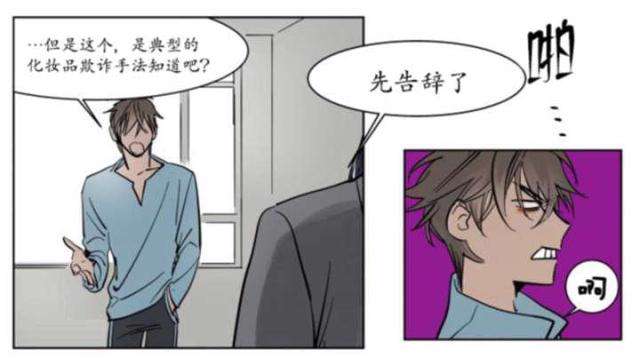 …但是这个，是典型的
化妆品欺诈手法知道吧？
先告辞了
啪
啊